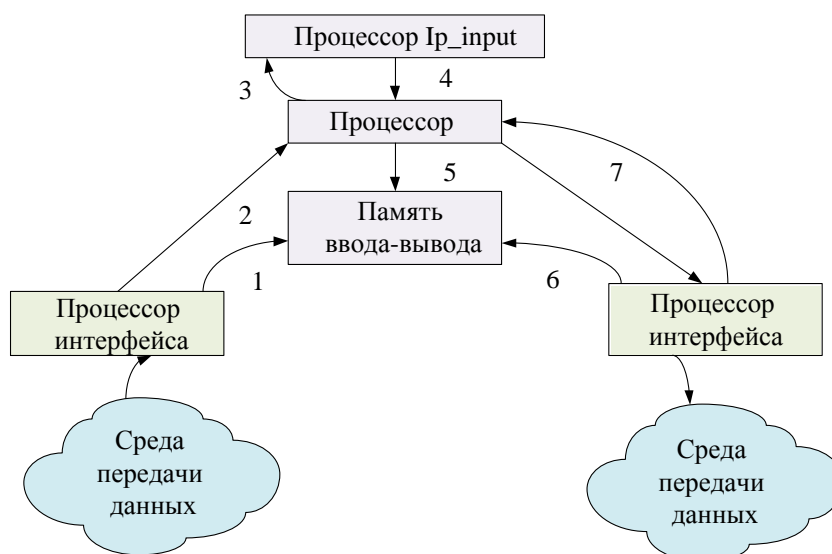 Процессор Ip_input
3
4
Процессор
5
7
2
Память
ввода-вывода
1
6
Процессор
интерфейса
Процессор
интерфейса
Среда
передачи
данных
Среда
передачи
данных